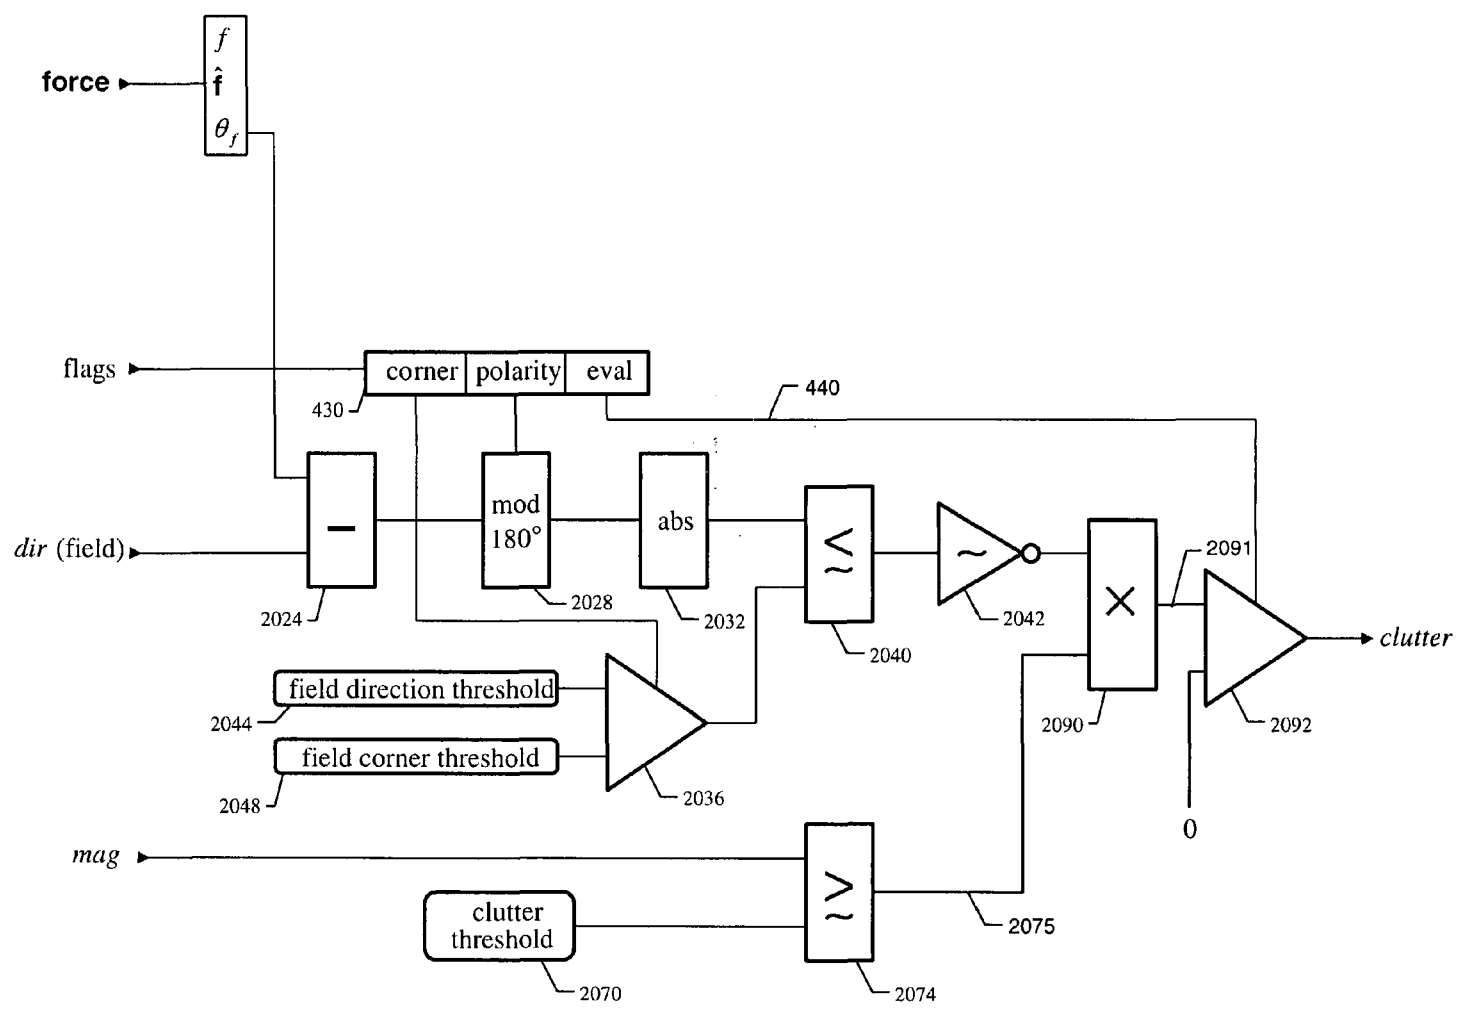 f
force
f̂
θf
flags
corner
polarity
eval
430
440
dir (field)
−
mod
180°
abs
<
~
~
×
2091
2024
2028
2032
2040
2042
field direction threshold
2044
field corner threshold
2048
2036
2090
2092
clutter
0
mag
>
~
clutter
threshold
2075
2070
2074